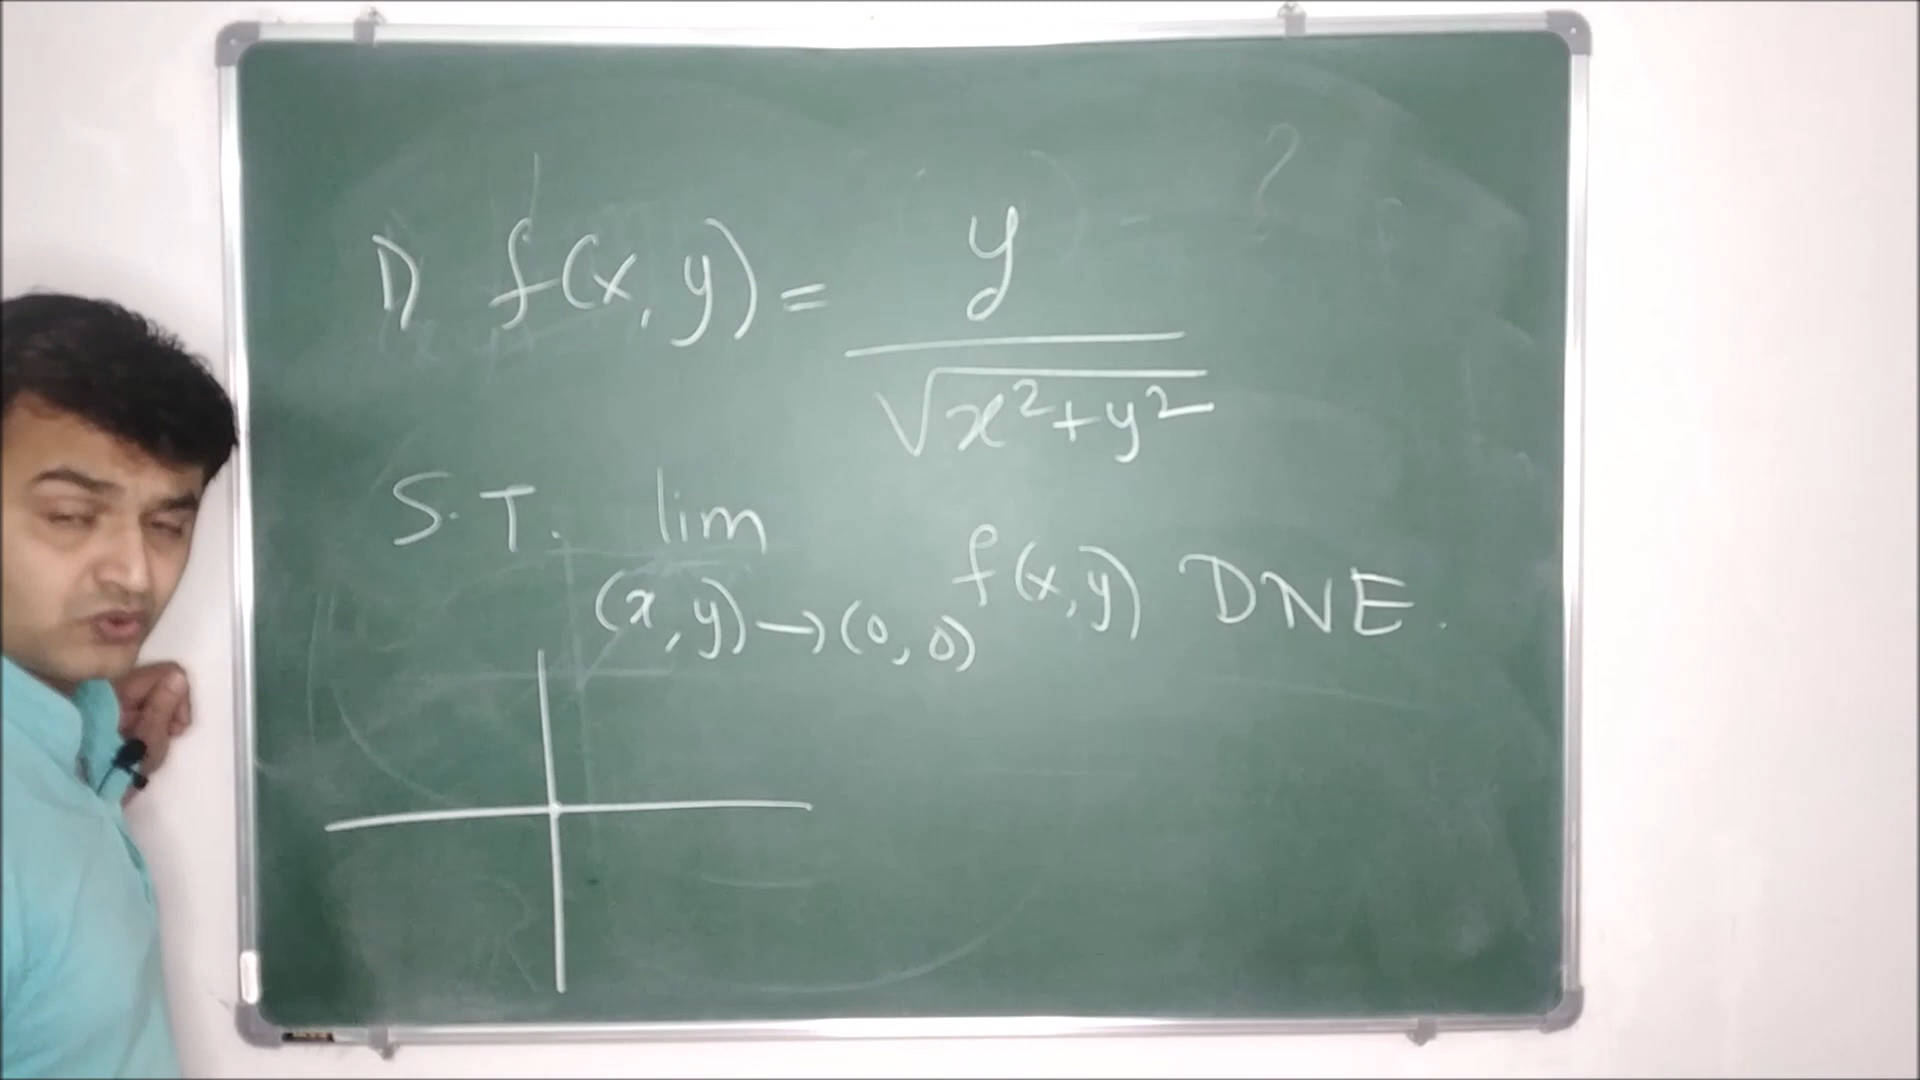 1) f(x, y) = y / √x²+y²
S.T. lim (x, y) → (0, 0) f(x, y) DNE.